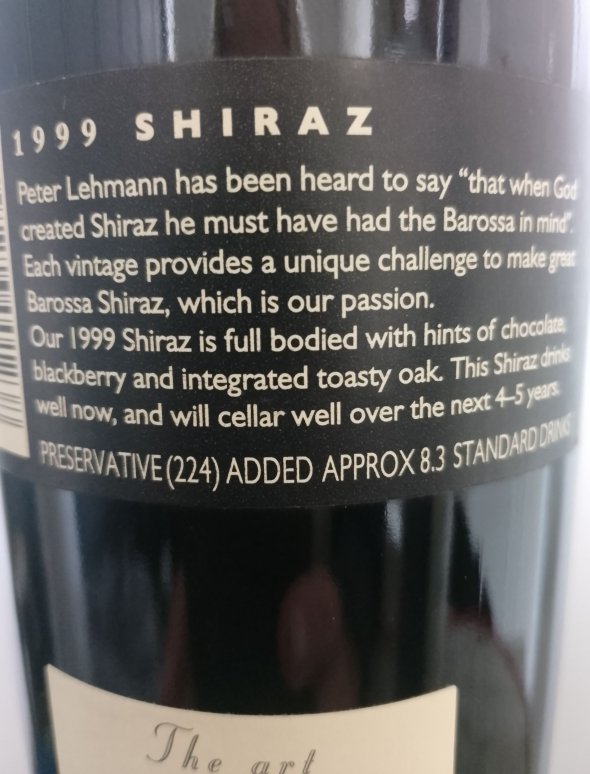 1999 SHIRAZ
Peter Lehmann has been heard to say “that when God
created Shiraz he must have had the Barossa in mind”.
Each vintage provides a unique challenge to make great
Barossa Shiraz, which is our passion.
Our 1999 Shiraz is full bodied with hints of chocolate,
blackberry and integrated toasty oak. This Shiraz drinks
well now, and will cellar well over the next 4-5 years.
PRESERVATIVE (224) ADDED APPROX 8.3 STANDARD DRINKS
The art